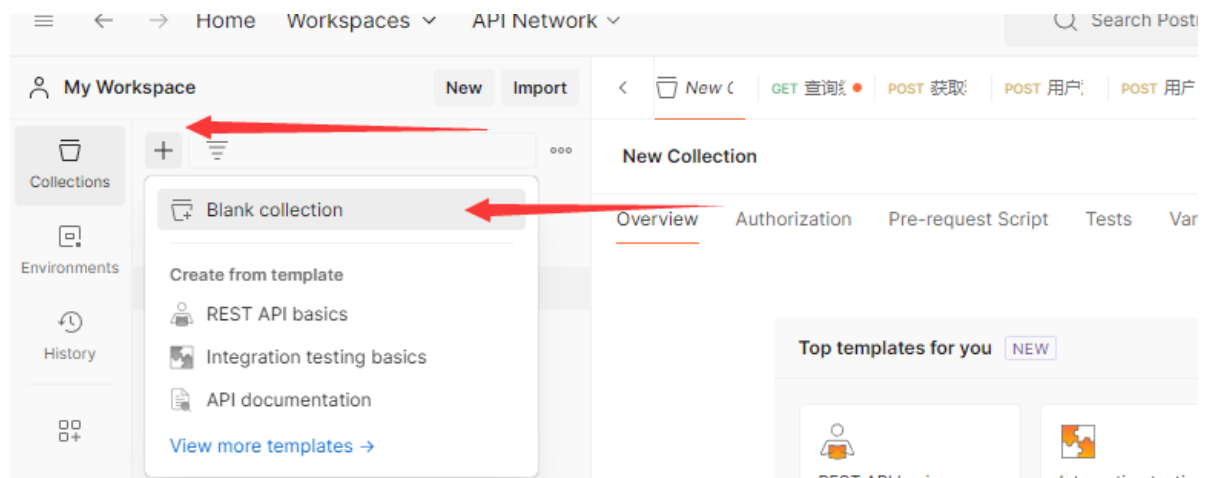 Home Workspaces API Network Search
My Workspace New Import
New GET 查询 POST 获取 POST 用户 POST 用户
Collections
New Collection
Blank collection
Overview Authorization Pre-request Script Tests Var
Environments
Create from template
REST API basics
History
Integration testing basics
Top templates for you NEW
API documentation
View more templates →